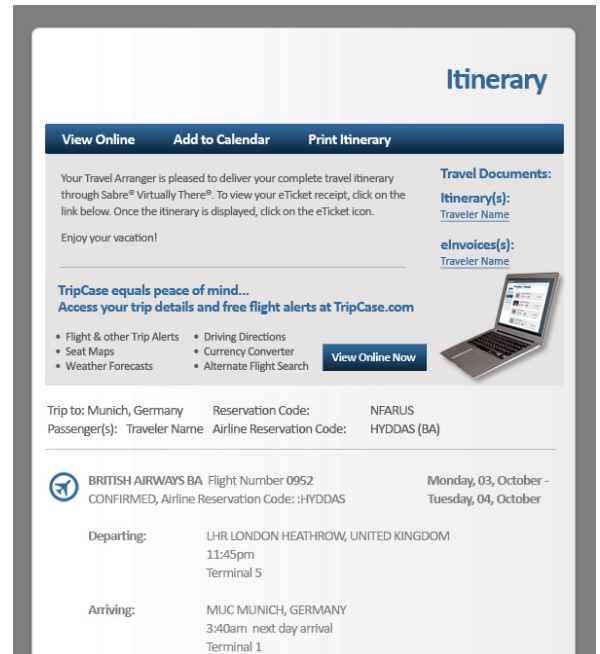 Itinerary
View Online Add to Calendar Print Itinerary
Your Travel Arranger is pleased to deliver your complete travel itinerary
through Sabre® Virtually There®. To view your eTicket receipt, click on the
link below. Once the itinerary is displayed, click on the eTicket icon.
Enjoy your vacation!
Travel Documents:
Itinerary(s):
Traveler Name
eInvoices(s):
Traveler Name
TripCase equals peace of mind...
Access your trip details and free flight alerts at TripCase.com
• Flight & other Trip Alerts • Driving Directions
• Seat Maps • Currency Converter
• Weather Forecasts • Alternate Flight Search
View Online Now
Trip to: Munich, Germany Reservation Code: NFARUS
Passenger(s): Traveler Name Airline Reservation Code: HYDDAS (BA)
BRITISH AIRWAYS BA Flight Number 0952 Monday, 03, October -
CONFIRMED, Airline Reservation Code: :HYDDAS Tuesday, 04, October
Departing: LHR LONDON HEATHROW, UNITED KINGDOM
11:45pm
Terminal 5
Arriving: MUC MUNICH, GERMANY
3:40am next day arrival
Terminal 1